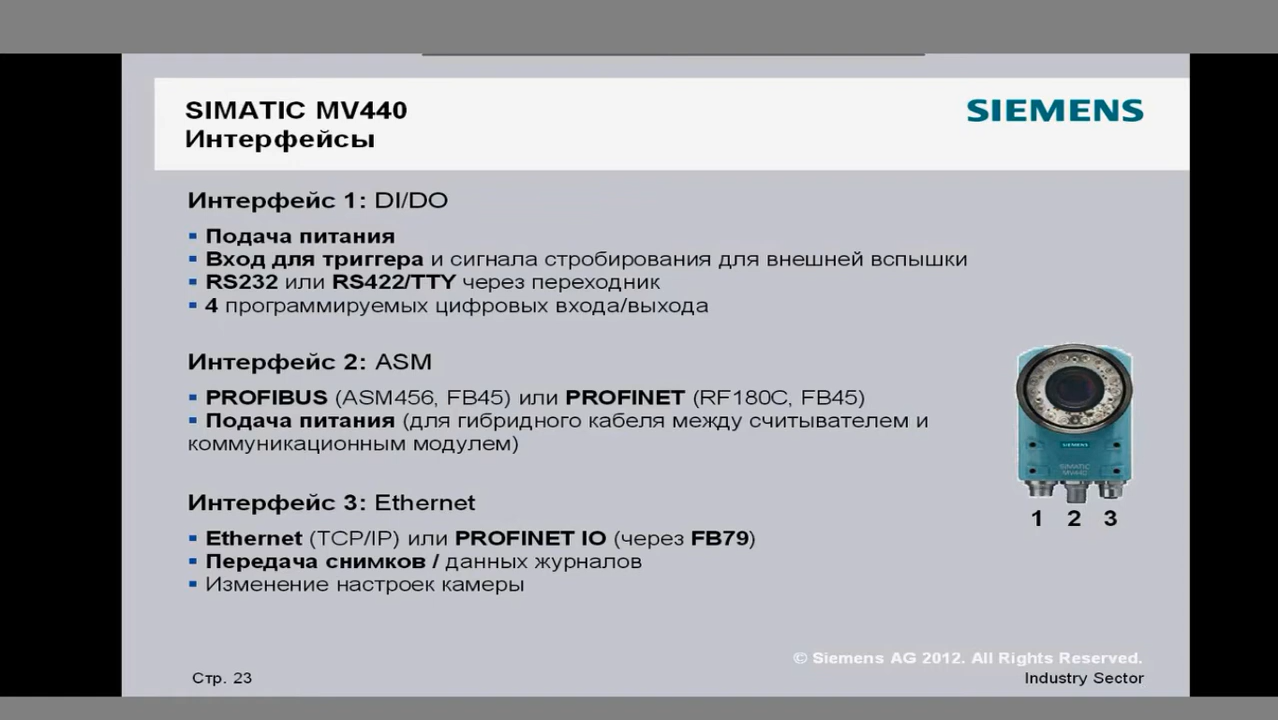 SIMATIC MV440
Интерфейсы
SIEMENS
Интерфейс 1: DI/DO
Подача питания
Вход для триггера и сигнала стробирования для внешней вспышки
RS232 или RS422/TTY через переходник
4 программируемых цифровых входа/выхода
Интерфейс 2: ASM
PROFIBUS (ASM456, FB45) или PROFINET (RF180C, FB45)
Подача питания (для гибридного кабеля между считывателем и
коммуникационным модулем)
Интерфейс 3: Ethernet
Ethernet (TCP/IP) или PROFINET IO (через FB79)
Передача снимков / данных журналов
Изменение настроек камеры
SIEMENS
SIMATIC
MV440
1 2 3
© Siemens AG 2012. All Rights Reserved.
Стр. 23
Industry Sector